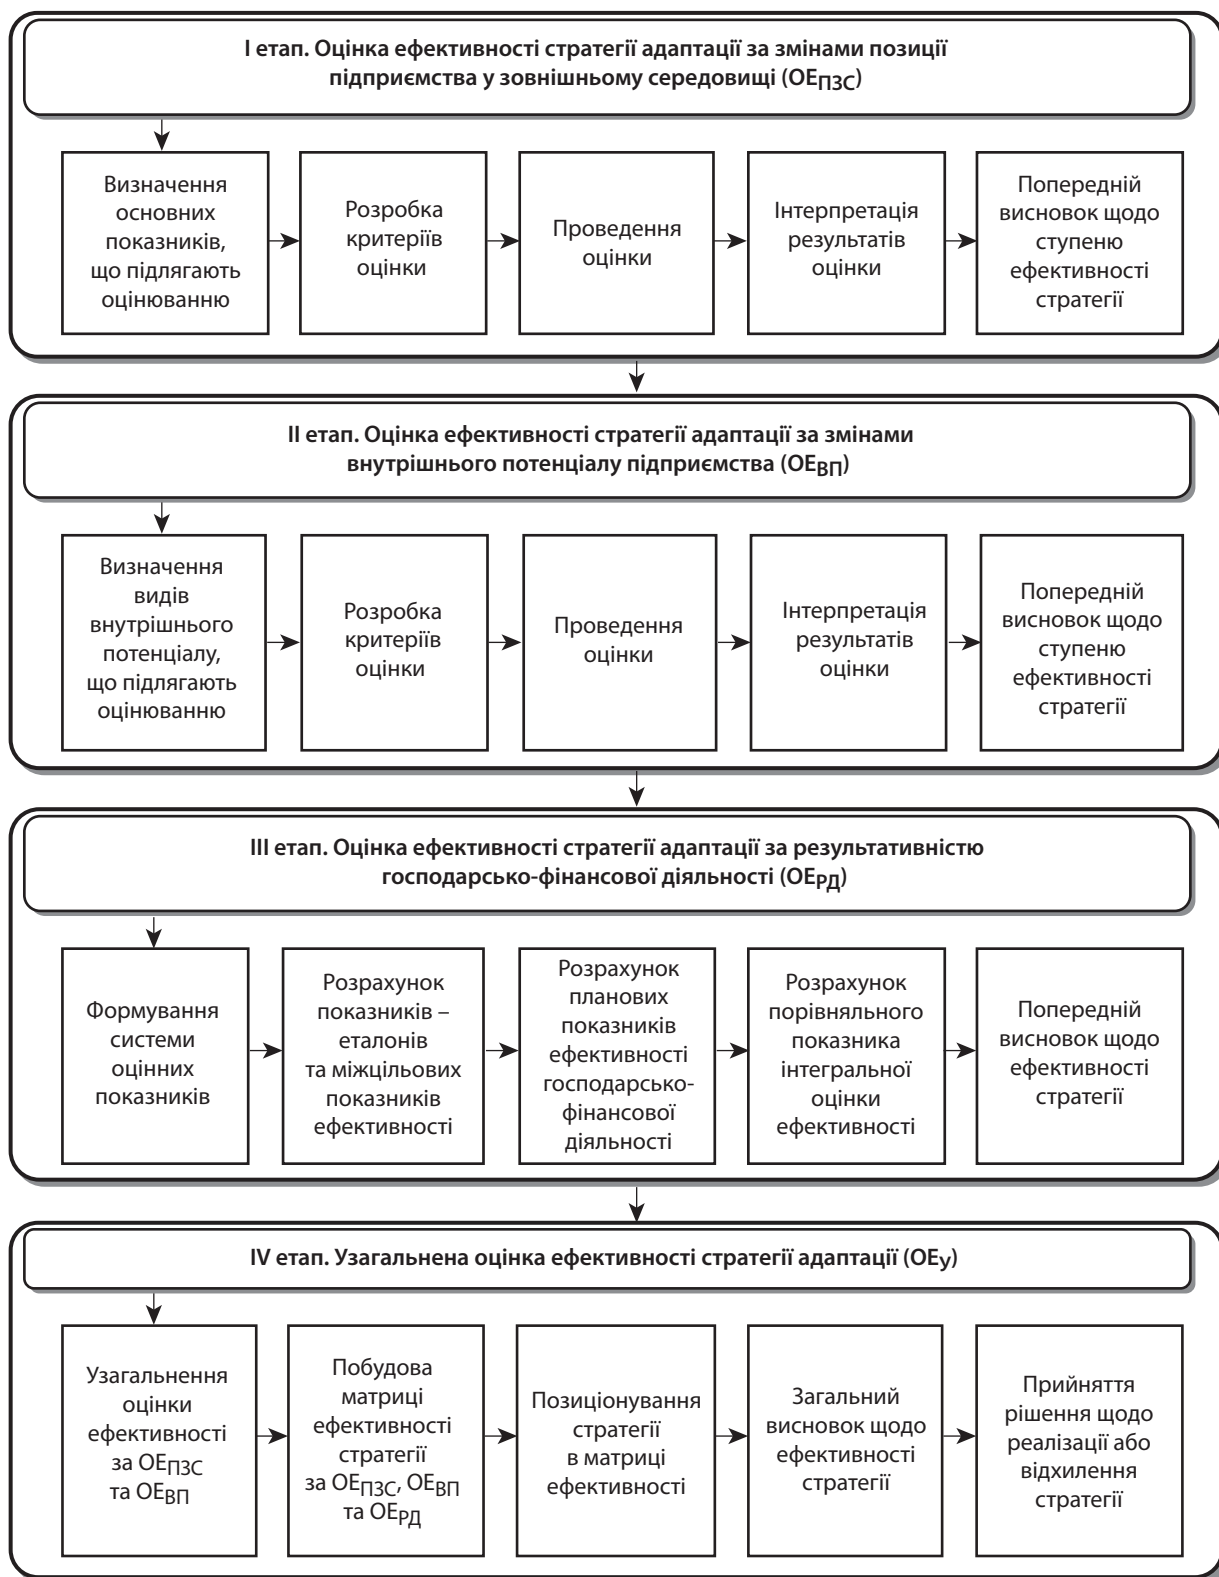 І етап. Оцінка ефективності стратегії адаптації за змінами позиції
підприємства у зовнішньому середовищі (ОЕПЗС)
Визначення
основних
показників,
що підлягають
оцінюванню
Розробка
критеріїв
оцінки
Проведення
оцінки
Інтерпретація
результатів
оцінки
Попередній
висновок щодо
ступеню
ефективності
стратегії
ІІ етап. Оцінка ефективності стратегії адаптації за змінами
внутрішнього потенціалу підприємства (ОЕВП)
Визначення
видів
внутрішнього
потенціалу,
що підлягають
оцінюванню
Розробка
критеріїв
оцінки
Проведення
оцінки
Інтерпретація
результатів
оцінки
Попередній
висновок щодо
ступеню
ефективності
стратегії
ІІІ етап. Оцінка ефективності стратегії адаптації за результативністю
господарсько-фінансової діяльності (ОЕРД)
Формування
системи
оцінних
показників
Розрахунок
показників –
еталонів
та міжцільових
показників
ефективності
Розрахунок
планових
показників
ефективності
господарсько-
фінансової
діяльності
Розрахунок
порівняльного
показника
інтегральної
оцінки
ефективності
Попередній
висновок щодо
ефективності
стратегії
IV етап. Узагальнена оцінка ефективності стратегії адаптації (ОЕУ)
Узагальнення
оцінки
ефективності
за ОЕПЗС
та ОЕВП
Побудова
матриці
ефективності
стратегії
за ОЕПЗС, ОЕВП
та ОЕРД
Позиціонування
стратегії
в матриці
ефективності
Загальний
висновок щодо
ефективності
стратегії
Прийняття
рішення щодо
реалізації або
відхилення
стратегії